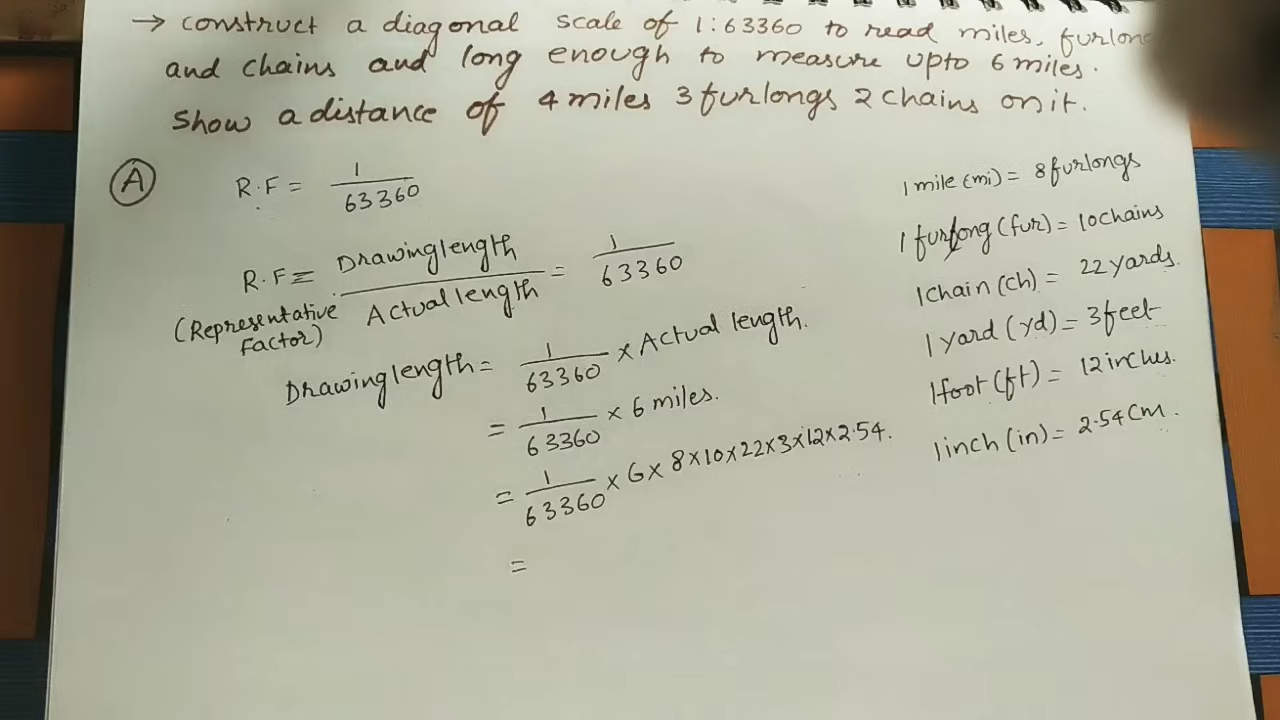 → construct a diagonal scale of 1:63360 to read miles, furlong
and chains and long enough to measure upto 6 miles.
Show a distance of 4 miles 3 furlongs 2 chains on it.
A
R.F = 1/63360
R.F = Drawing length / Actual length = 1/63360
(Representative Factor)
Drawing length = 1/63360 × Actual length.
= 1/63360 × 6 miles.
= 1/63360 × 6 × 8×10×22×3×12×2.54.
=
1 mile (mi) = 8 furlongs
1 furlong (fur) = 10 chains
1 chain (ch) = 22 yards.
1 yard (yd) = 3 feet
1 foot (ft) = 12 inches.
1 inch (in) = 2.54 cm.